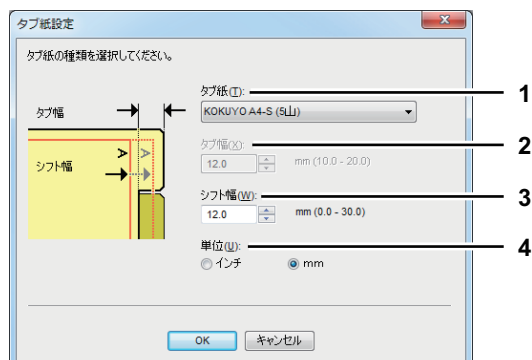 タブ紙設定
タブ紙の種類を選択してください。
タブ紙(T):
KOKUYO A4-S (5山)
1
タブ幅
タブ幅(X):
12.0 mm (10.0 - 20.0)
2
A A
シフト幅
シフト幅(W):
12.0 mm (0.0 - 30.0)
3
単位(U):
インチ mm
4
OK キャンセル